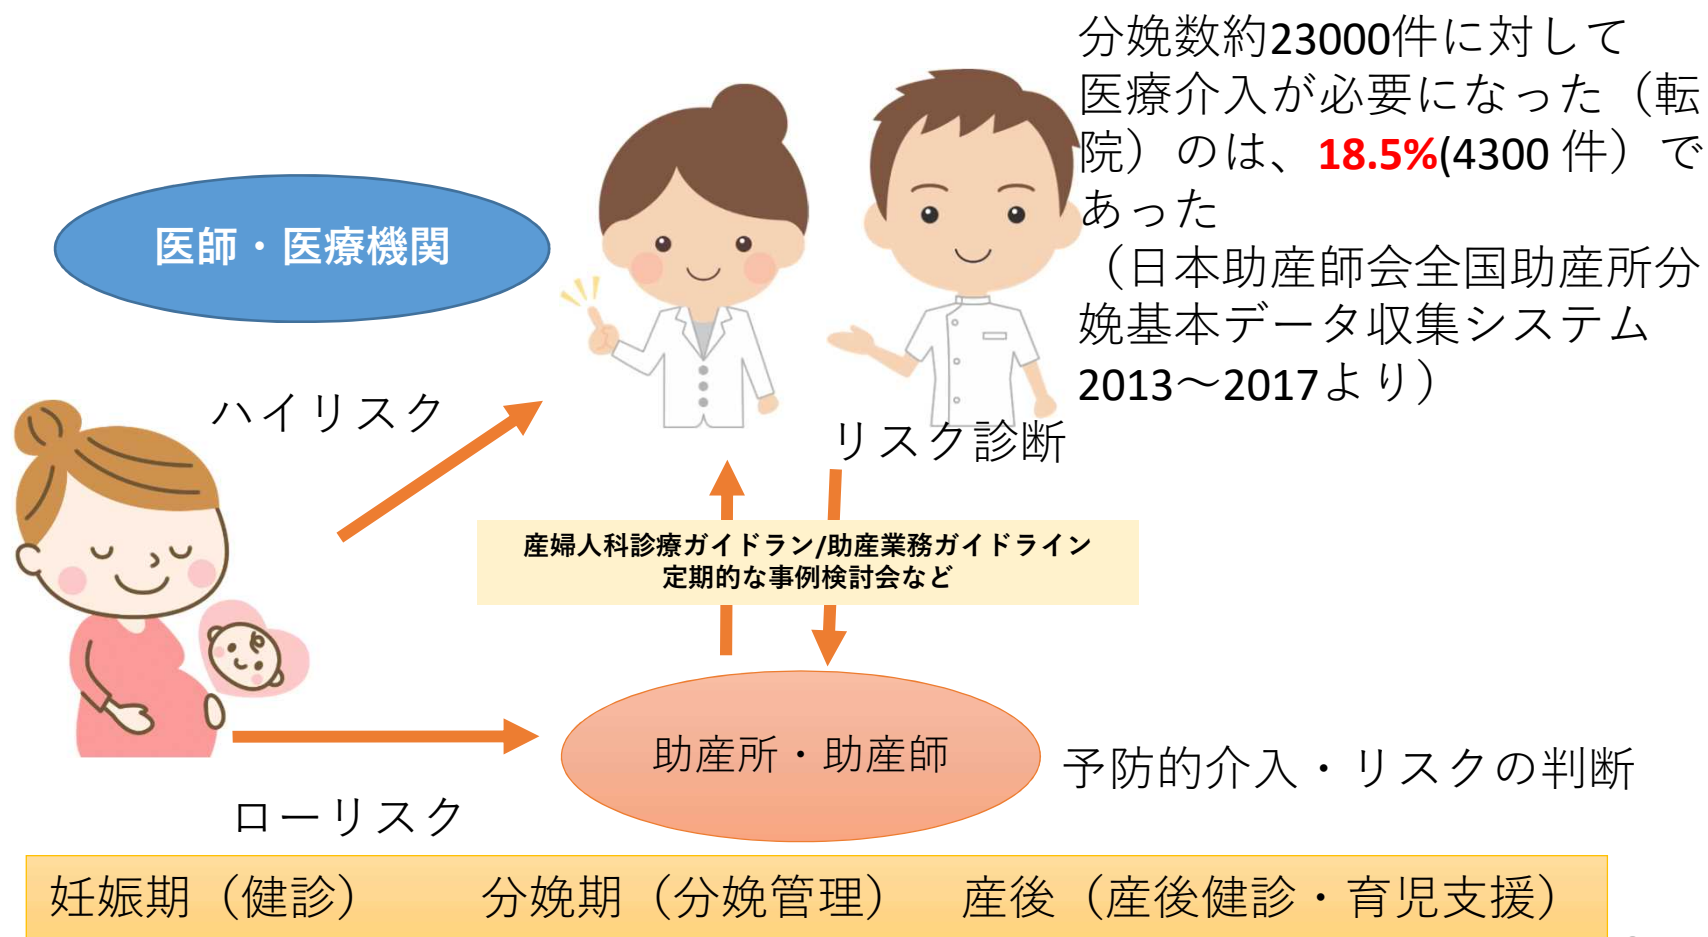 分娩数約23000件に対して
医療介入が必要になった（転
院）のは、18.5%(4300 件）で
あった
（日本助産師会全国助産所分
娩基本データ収集システム
2013～2017より）
医師・医療機関
ハイリスク
リスク診断
産婦人科診療ガイドラン/助産業務ガイドライン
定期的な事例検討会など
助産所・助産師
予防的介入・リスクの判断
ローリスク
妊娠期（健診） 分娩期（分娩管理） 産後（産後健診・育児支援）